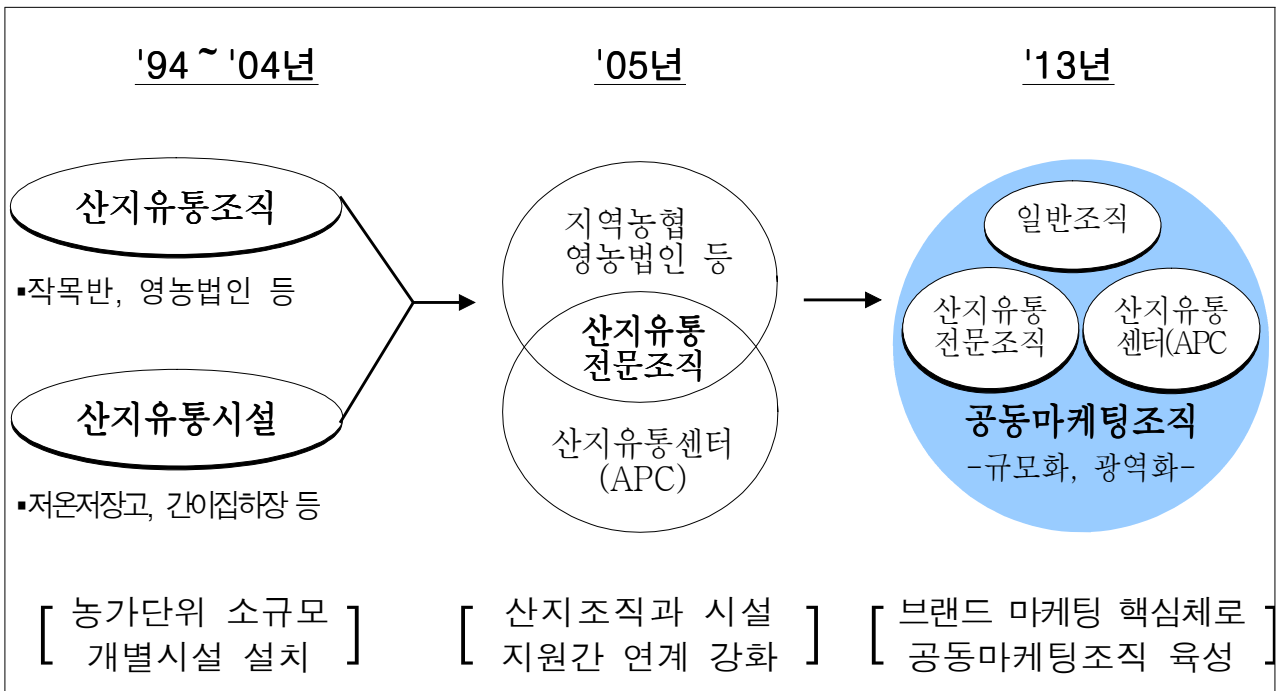 '94 ~ '04년
산지유통조직
▪작목반, 영농법인 등
산지유통시설
▪저온저장고, 간이집하장 등
[ 농가단위 소규모
개별시설 설치 ]
'05년
지역농협
영농법인 등
산지유통
전문조직
산지유통센터
(APC)
[ 산지조직과 시설
지원간 연계 강화 ]
'13년
일반조직
산지유통
전문조직
산지유통
센터(APC
공동마케팅조직
-규모화, 광역화-
[ 브랜드 마케팅 핵심체로
공동마케팅조직 육성 ]